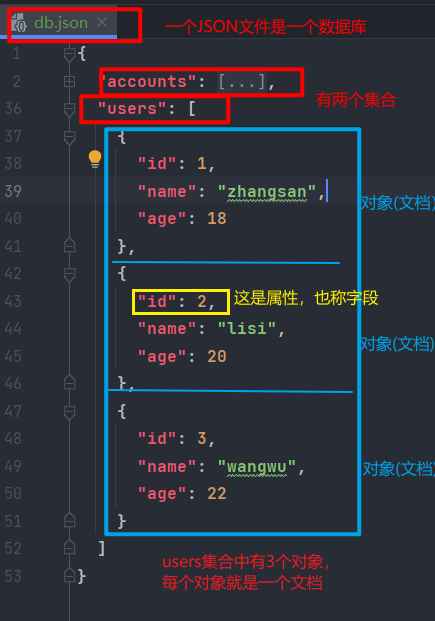 db.json × 一个JSON文件是一个数据库
1 {
2 "accounts": [...],
有两个集合
36 "users": [
37 {
38 "id": 1,
39 "name": "zhangsan", 对象(文档)
40 "age": 18
41 },
42 {
43 "id": 2, 这是属性，也称字段
44 "name": "lisi", 对象(文档)
45 "age": 20
46 },
47 {
48 "id": 3,
49 "name": "wangwu", 对象(文档)
50 "age": 22
51 }
52 ]
users集合中有3个对象，
53 }
每个对象就是一个文档